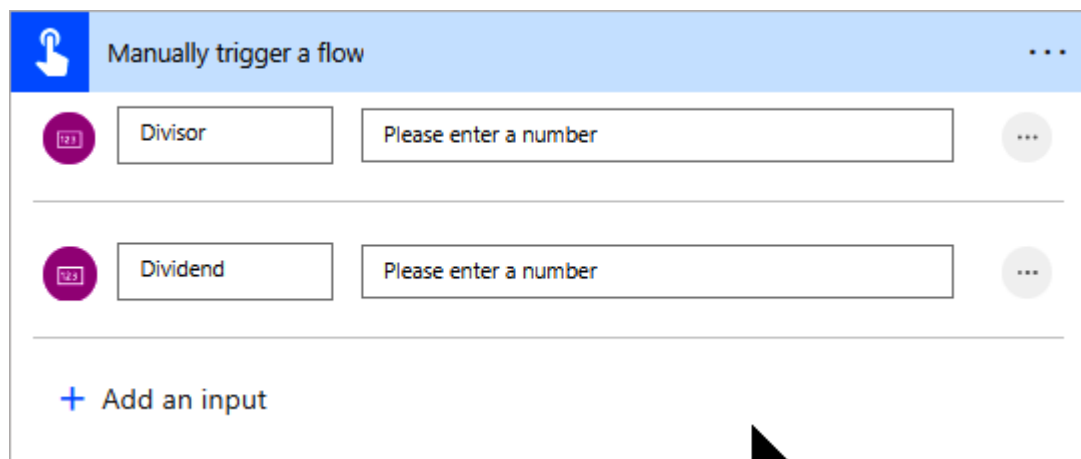 Manually trigger a flow
Divisor Please enter a number
Dividend Please enter a number
+ Add an input